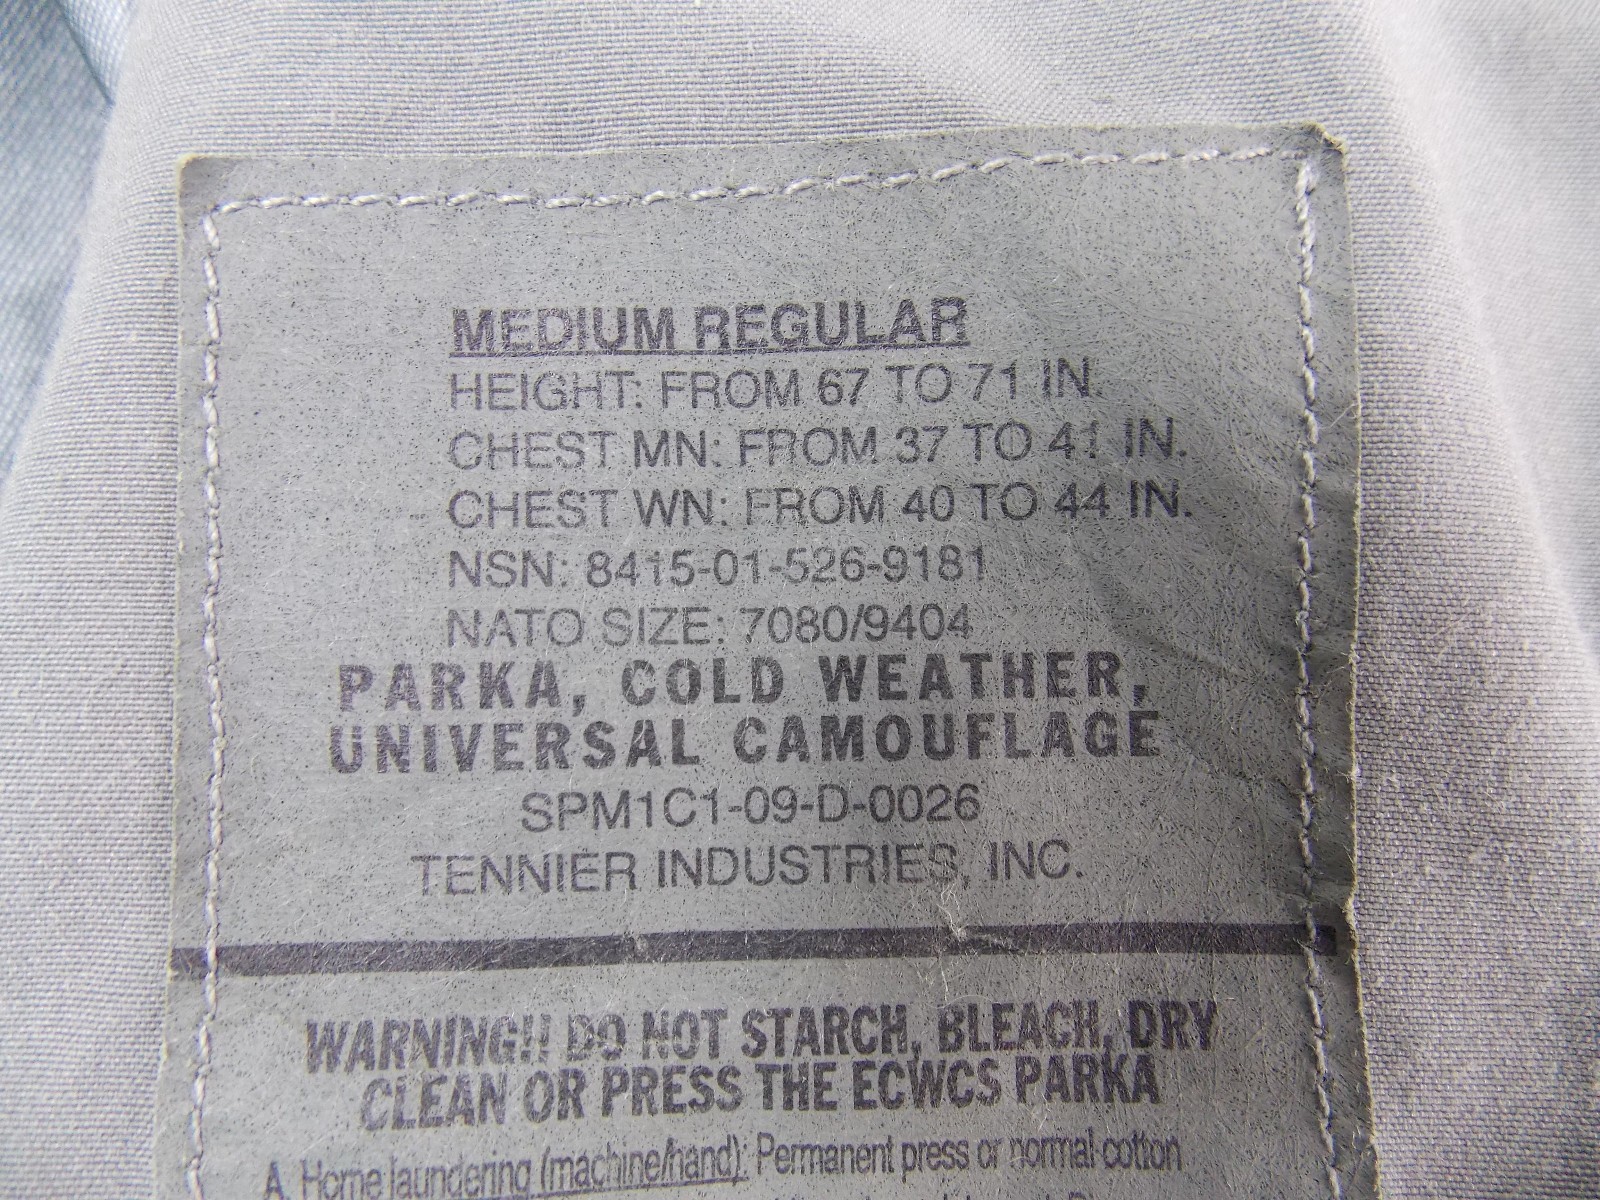 MEDIUM REGULAR
HEIGHT: FROM 67 TO 71 IN.
CHEST MN: FROM 37 TO 41 IN.
CHEST WN: FROM 40 TO 44 IN.
NSN: 8415-01-526-9181
NATO SIZE: 7080/9404
PARKA, COLD WEATHER,
UNIVERSAL CAMOUFLAGE
SPM1C1-09-D-0026
TENNIER INDUSTRIES, INC.
WARNING!! DO NOT STARCH, BLEACH, DRY
CLEAN OR PRESS THE ECWCS PARKA
A. Home laundering (machine/hand): Permanent press or normal cotton